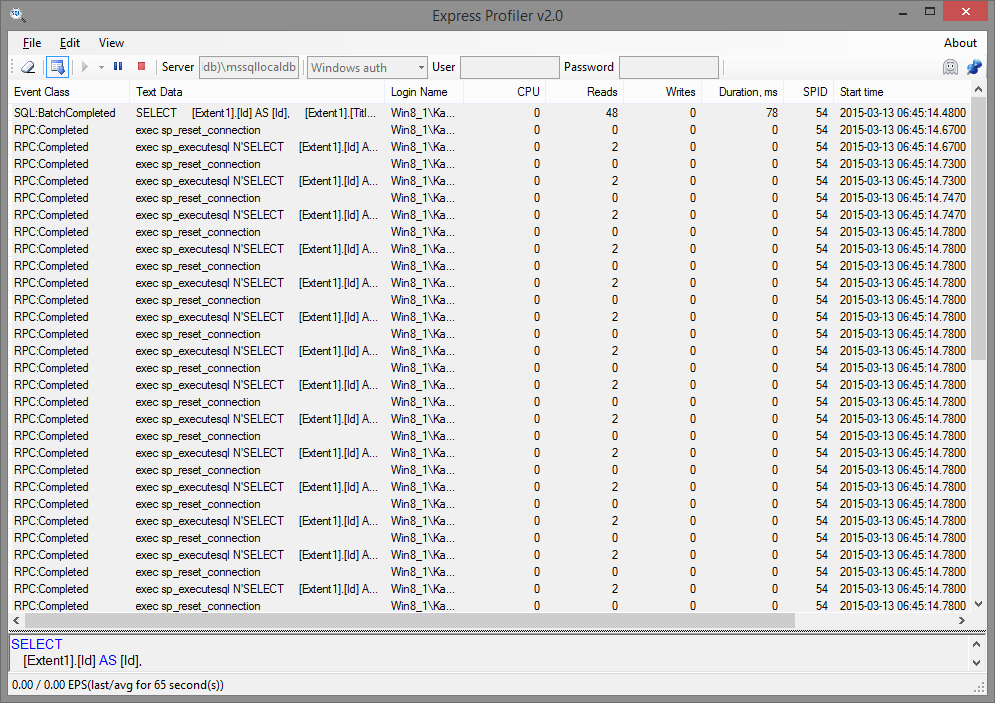 Express Profiler v2.0
File Edit View About
Server db)\mssqllocaldb Windows auth User Password
Event Class Text Data Login Name CPU Reads Writes Duration, ms SPID Start time
SQL:BatchCompleted SELECT [Extent1].[Id] AS [Id], [Extent1].[Titl... Win8_1\Ka... 0 48 0 78 54 2015-03-13 06:45:14.4800
RPC:Completed exec sp_reset_connection Win8_1\Ka... 0 0 0 0 54 2015-03-13 06:45:14.6700
RPC:Completed exec sp_executesql N'SELECT [Extent1].[Id] A... Win8_1\Ka... 0 2 0 0 54 2015-03-13 06:45:14.6700
RPC:Completed exec sp_reset_connection Win8_1\Ka... 0 0 0 0 54 2015-03-13 06:45:14.7300
RPC:Completed exec sp_executesql N'SELECT [Extent1].[Id] A... Win8_1\Ka... 0 2 0 0 54 2015-03-13 06:45:14.7300
RPC:Completed exec sp_reset_connection Win8_1\Ka... 0 0 0 0 54 2015-03-13 06:45:14.7470
RPC:Completed exec sp_executesql N'SELECT [Extent1].[Id] A... Win8_1\Ka... 0 2 0 0 54 2015-03-13 06:45:14.7470
RPC:Completed exec sp_reset_connection Win8_1\Ka... 0 0 0 0 54 2015-03-13 06:45:14.7800
RPC:Completed exec sp_executesql N'SELECT [Extent1].[Id] A... Win8_1\Ka... 0 2 0 0 54 2015-03-13 06:45:14.7800
RPC:Completed exec sp_reset_connection Win8_1\Ka... 0 0 0 0 54 2015-03-13 06:45:14.7800
RPC:Completed exec sp_executesql N'SELECT [Extent1].[Id] A... Win8_1\Ka... 0 2 0 0 54 2015-03-13 06:45:14.7800
RPC:Completed exec sp_reset_connection Win8_1\Ka... 0 0 0 0 54 2015-03-13 06:45:14.7800
RPC:Completed exec sp_executesql N'SELECT [Extent1].[Id] A... Win8_1\Ka... 0 2 0 0 54 2015-03-13 06:45:14.7800
RPC:Completed exec sp_reset_connection Win8_1\Ka... 0 0 0 0 54 2015-03-13 06:45:14.7800
RPC:Completed exec sp_executesql N'SELECT [Extent1].[Id] A... Win8_1\Ka... 0 2 0 0 54 2015-03-13 06:45:14.7800
RPC:Completed exec sp_reset_connection Win8_1\Ka... 0 0 0 0 54 2015-03-13 06:45:14.7800
RPC:Completed exec sp_executesql N'SELECT [Extent1].[Id] A... Win8_1\Ka... 0 2 0 0 54 2015-03-13 06:45:14.7800
RPC:Completed exec sp_reset_connection Win8_1\Ka... 0 0 0 0 54 2015-03-13 06:45:14.7800
RPC:Completed exec sp_executesql N'SELECT [Extent1].[Id] A... Win8_1\Ka... 0 2 0 0 54 2015-03-13 06:45:14.7800
RPC:Completed exec sp_reset_connection Win8_1\Ka... 0 0 0 0 54 2015-03-13 06:45:14.7800
RPC:Completed exec sp_executesql N'SELECT [Extent1].[Id] A... Win8_1\Ka... 0 2 0 0 54 2015-03-13 06:45:14.7800
RPC:Completed exec sp_reset_connection Win8_1\Ka... 0 0 0 0 54 2015-03-13 06:45:14.7800
RPC:Completed exec sp_executesql N'SELECT [Extent1].[Id] A... Win8_1\Ka... 0 2 0 0 54 2015-03-13 06:45:14.7800
RPC:Completed exec sp_reset_connection Win8_1\Ka... 0 0 0 0 54 2015-03-13 06:45:14.7800
RPC:Completed exec sp_executesql N'SELECT [Extent1].[Id] A... Win8_1\Ka... 0 2 0 0 54 2015-03-13 06:45:14.7800
RPC:Completed exec sp_reset_connection Win8_1\Ka... 0 0 0 0 54 2015-03-13 06:45:14.7800
RPC:Completed exec sp_executesql N'SELECT [Extent1].[Id] A... Win8_1\Ka... 0 2 0 0 54 2015-03-13 06:45:14.7800
RPC:Completed exec sp_reset_connection Win8_1\Ka... 0 0 0 0 54 2015-03-13 06:45:14.7800
RPC:Completed exec sp_executesql N'SELECT [Extent1].[Id] A... Win8_1\Ka... 0 2 0 0 54 2015-03-13 06:45:14.7800
RPC:Completed exec sp_reset_connection Win8_1\Ka... 0 0 0 0 54 2015-03-13 06:45:14.7800
SELECT
[Extent1].[Id] AS [Id],
0.00 / 0.00 EPS(last/avg for 65 second(s))